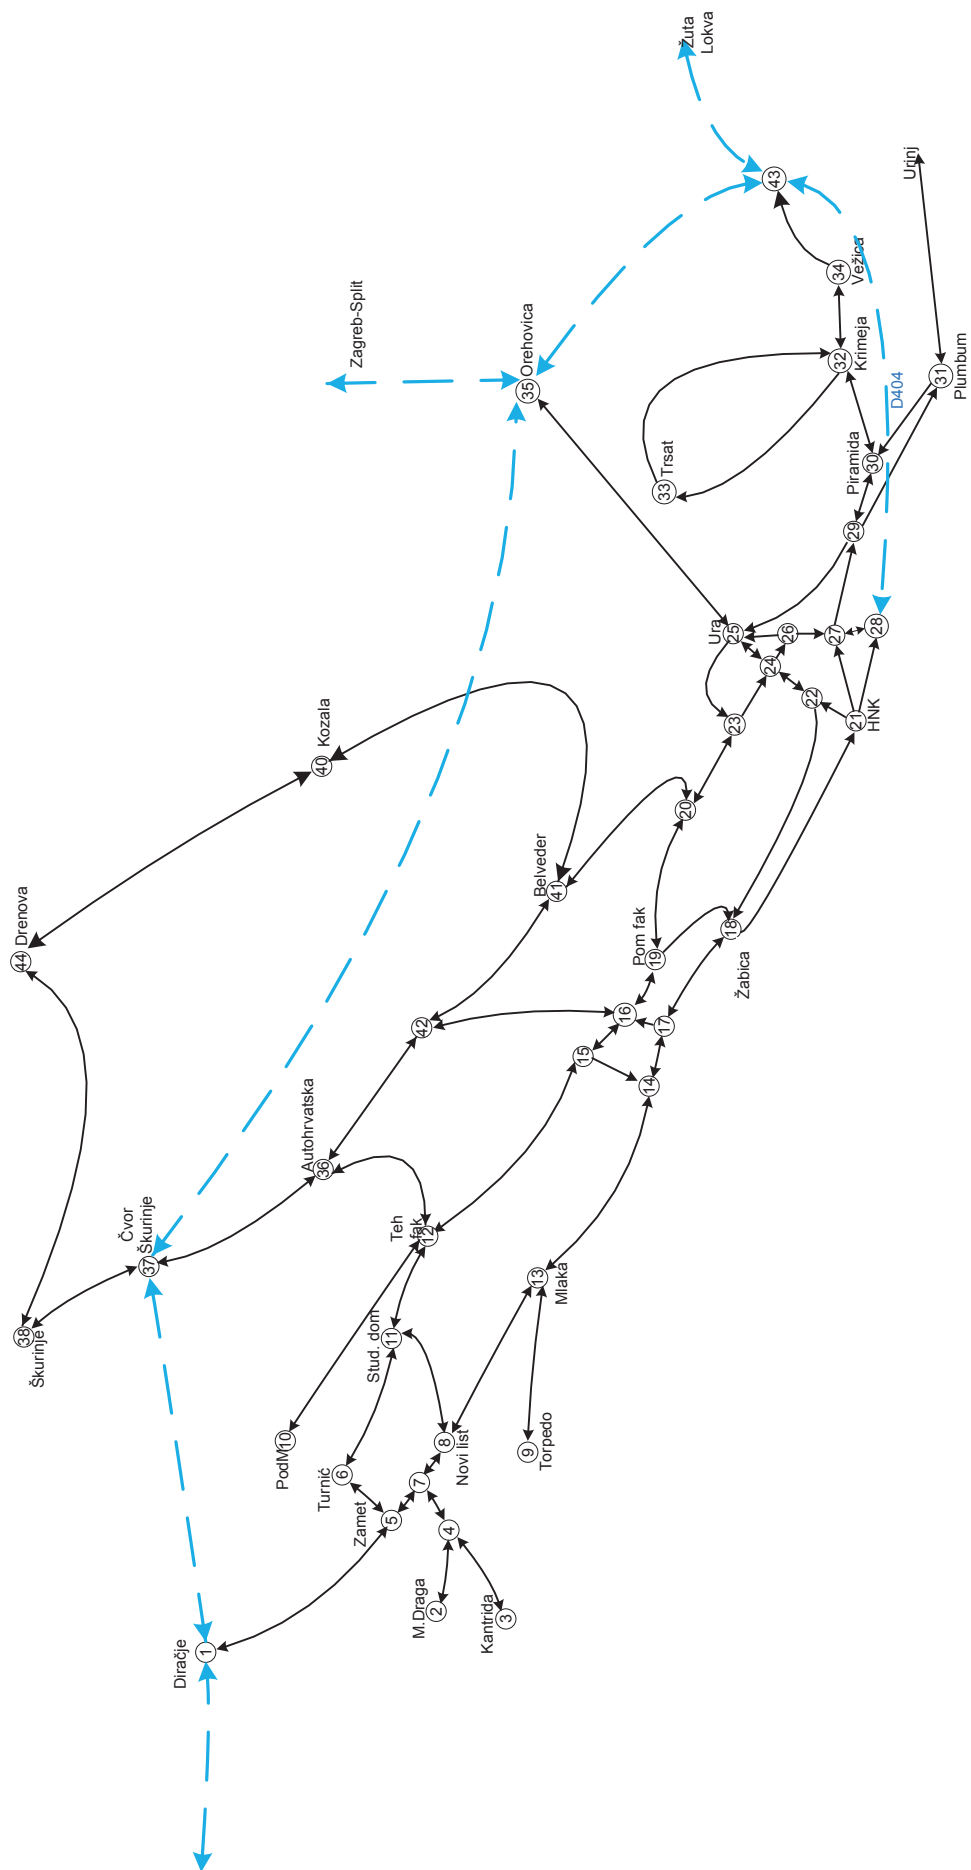 Žuta
Lokva
43
Urinj
Zagreb-Split
34
Vežica
35
Orehovica
32
Krimeja
31
Plumbum
D404
33
Trsat
30
Piramida
29
Ura
25
26
27
28
24
22
23
21
HNK
40
Kozala
20
Belveder
41
44
Drenova
18
Žabica
Pom fak
19
16
17
42
15
14
Autohrvatska
36
Čvor
Škurinje
37
Teh
fak
12
13
Mlaka
38
Škurinje
Stud. dom
11
PodM
10
8
Novi list
9
Torpedo
Turnić
6
7
Zamet
5
4
M.Draga
2
Kantrida
3
Diračje
1